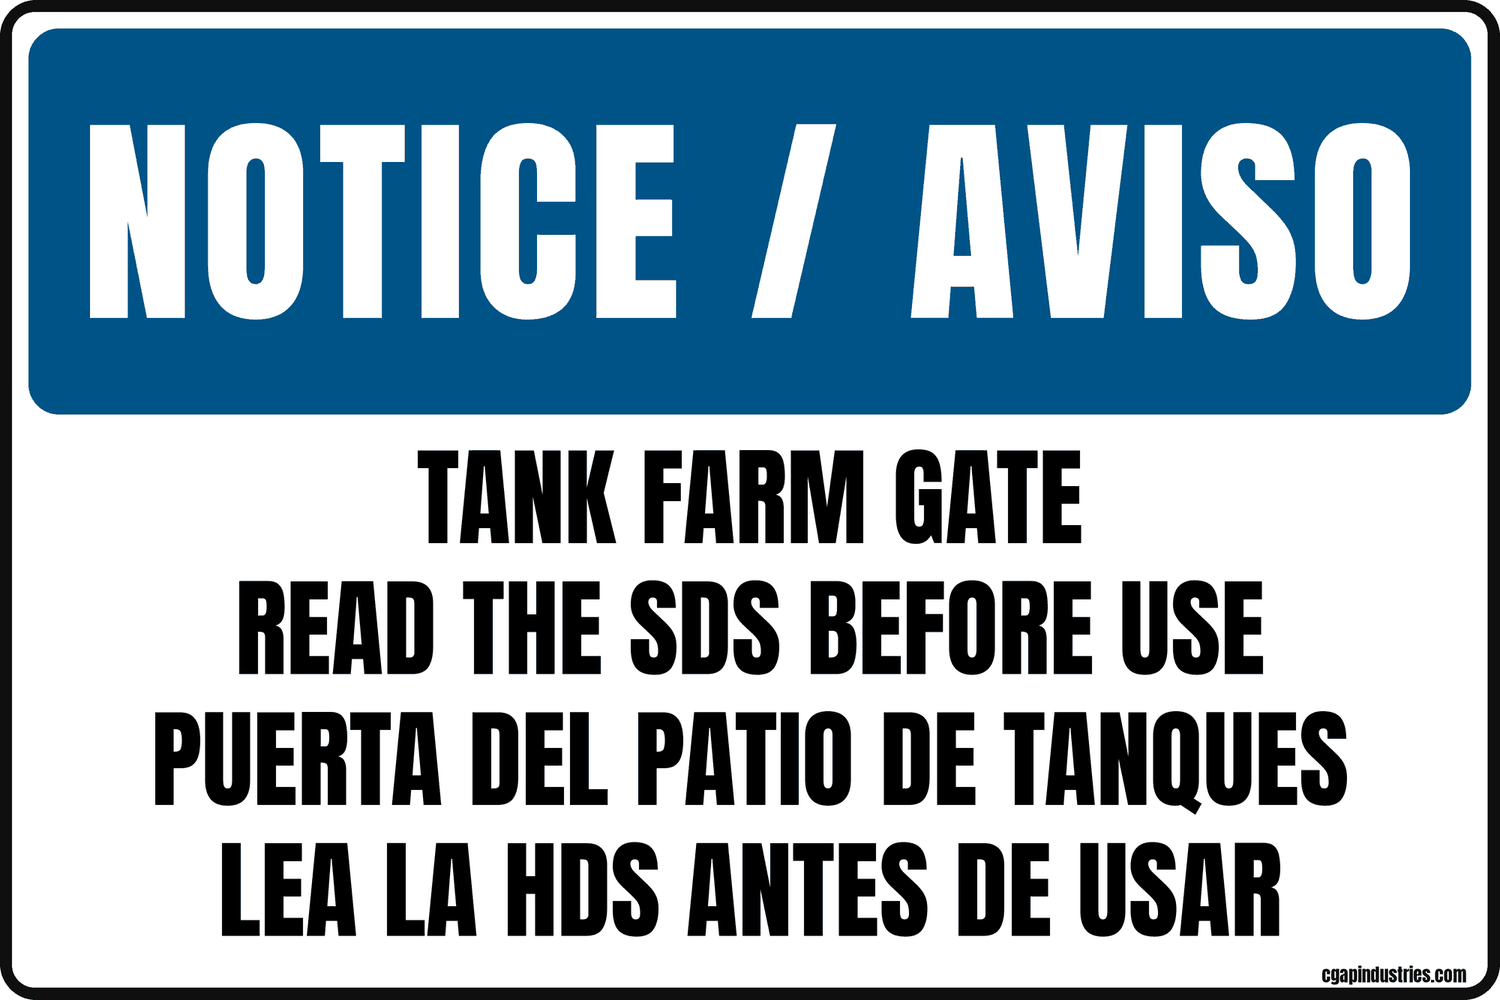 NOTICE / AVISO
TANK FARM GATE
READ THE SDS BEFORE USE
PUERTA DEL PATIO DE TANQUES
LEA LA HDS ANTES DE USAR
cgapindustries.com